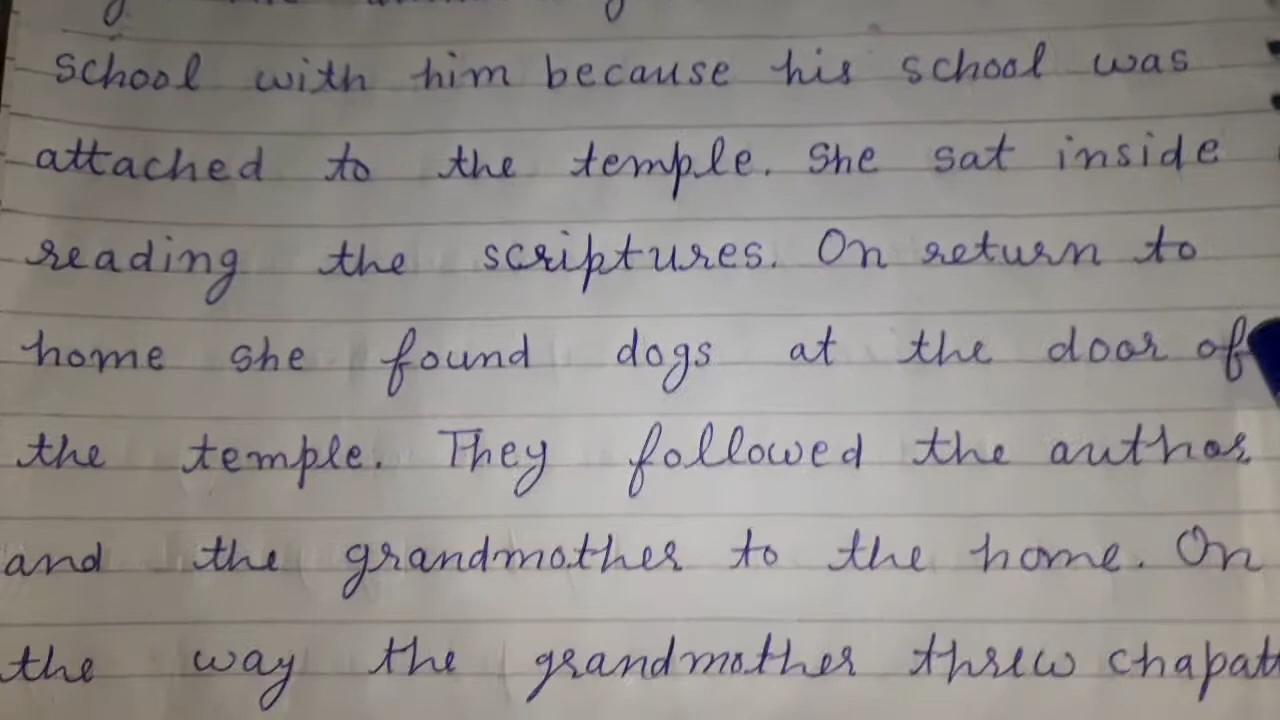 school with him because his school was
attached to the temple. She sat inside
reading the scriptures. On return to
home she found dogs at the door of
the temple. They followed the author
and the grandmother to the home. On
the way the grandmother threw chapat